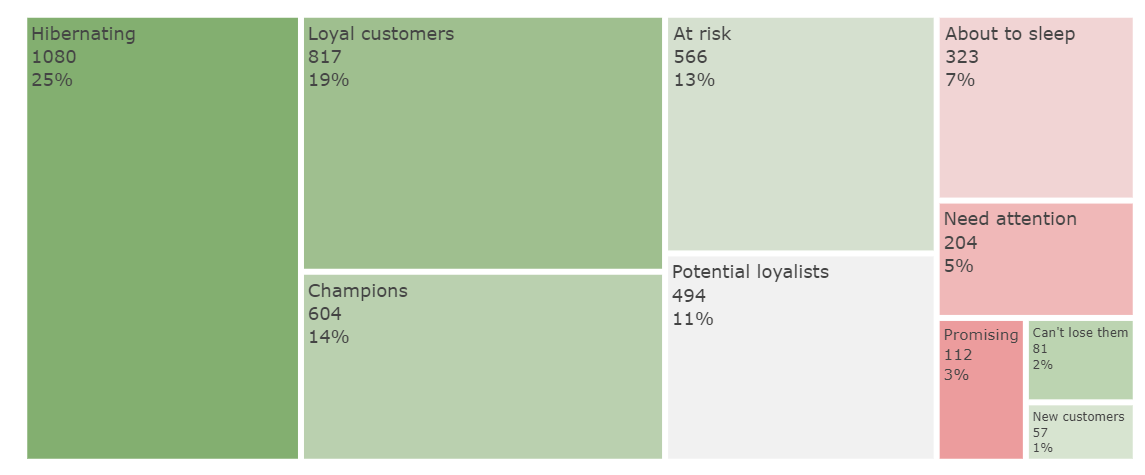 Hibernating
1080
25%
Loyal customers
817
19%
Champions
604
14%
At risk
566
13%
Potential loyalists
494
11%
About to sleep
323
7%
Need attention
204
5%
Promising
112
3%
Can't lose them
81
2%
New customers
57
1%